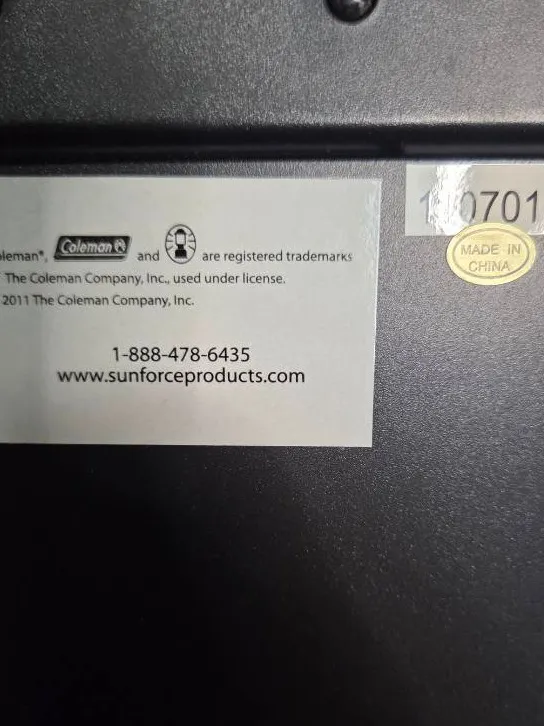 Coleman
and
are registered trademarks
The Coleman Company, Inc., used under license.
2011 The Coleman Company, Inc.
1-888-478-6435
www.sunforceproducts.com
0701
MADE IN
CHINA